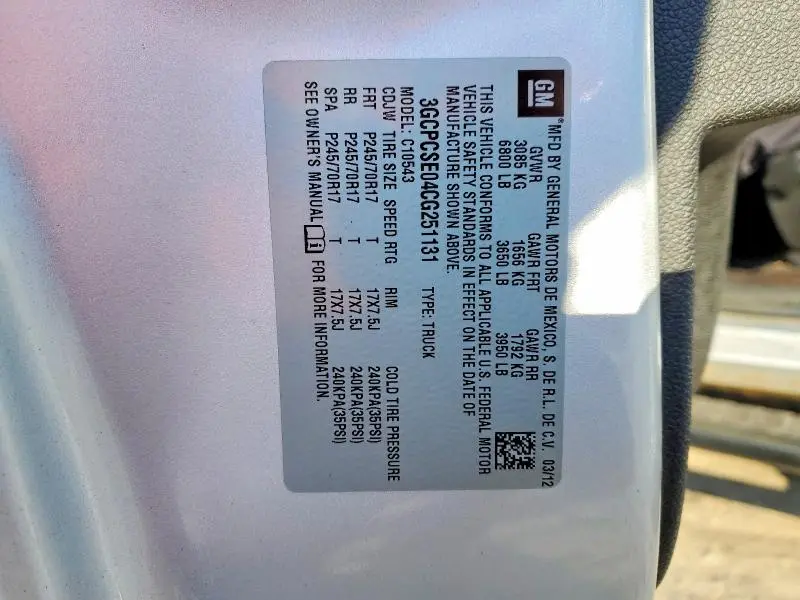 GM
® MFD BY GENERAL MOTORS DE MEXICO, S. DE R.L. DE C.V. 03/12
GVWR GAWR FRT GAWR RR
3085 KG 1656 KG 1792 KG
6800 LB 3650 LB 3950 LB
THIS VEHICLE CONFORMS TO ALL APPLICABLE U.S. FEDERAL MOTOR
VEHICLE SAFETY STANDARDS IN EFFECT ON THE DATE OF
MANUFACTURE SHOWN ABOVE.
3GCPCSE04CG251131 TYPE: TRUCK
MODEL: C10543
CDJW TIRE SIZE SPEED RTG RIM COLD TIRE PRESSURE
FRT P245/70R17 T 17X7.5J 240KPA(35PSI)
RR P245/70R17 T 17X7.5J 240KPA(35PSI)
SPA P245/70R17 T 17X7.5J 240KPA(35PSI)
SEE OWNER'S MANUAL i FOR MORE INFORMATION.